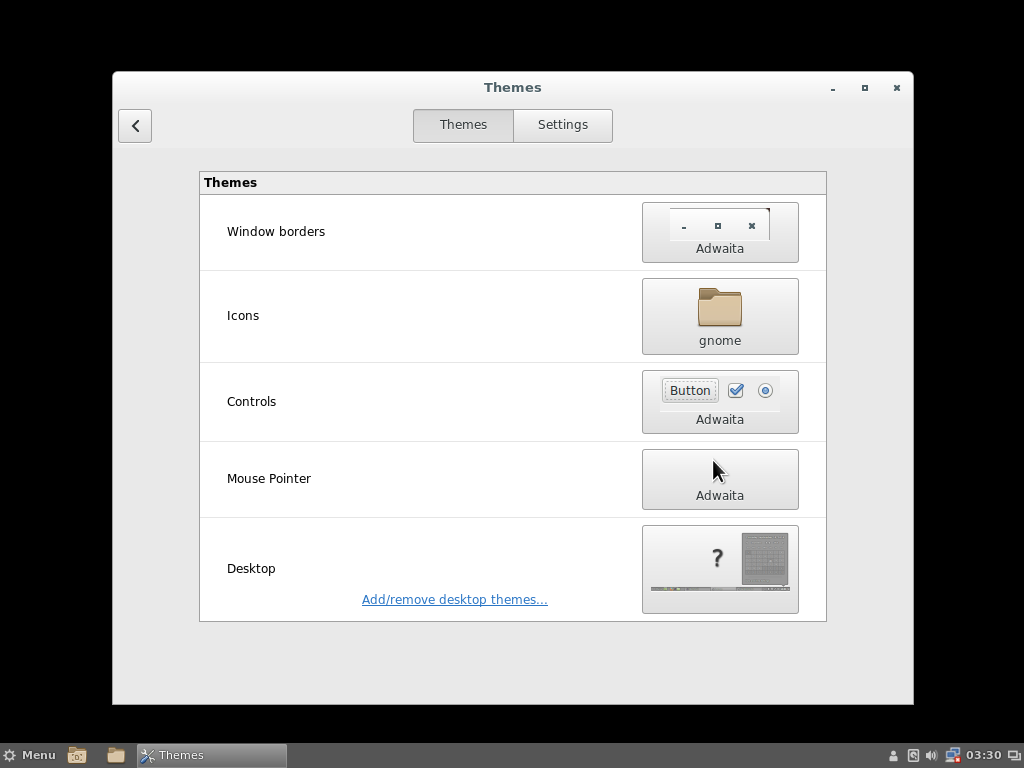 Themes
Themes Settings
Themes
Window borders
Adwaita
Icons
gnome
Controls
Button
Adwaita
Mouse Pointer
Adwaita
Desktop
?
Add/remove desktop themes...
Menu
Themes
03:30